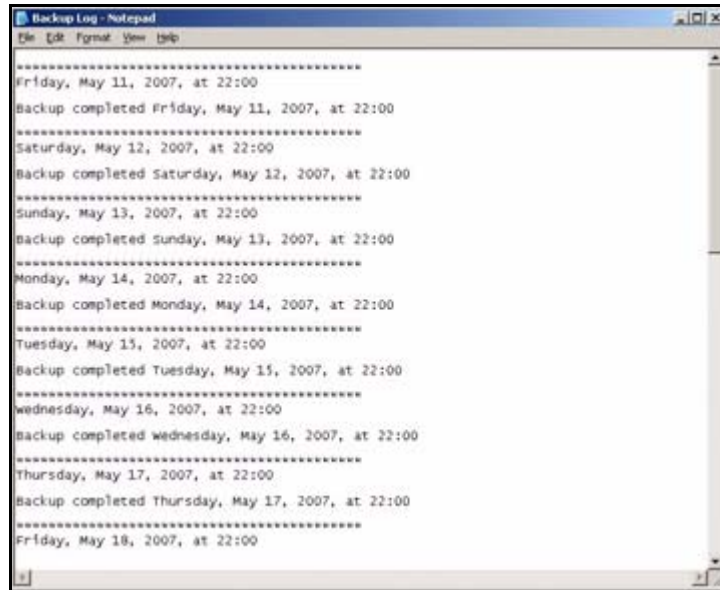 Backup Log - Notepad
File Edit Format View Help
*******************************************
Friday, May 11, 2007, at 22:00
Backup completed Friday, May 11, 2007, at 22:00
*******************************************
Saturday, May 12, 2007, at 22:00
Backup completed Saturday, May 12, 2007, at 22:00
*******************************************
Sunday, May 13, 2007, at 22:00
Backup completed Sunday, May 13, 2007, at 22:00
*******************************************
Monday, May 14, 2007, at 22:00
Backup completed Monday, May 14, 2007, at 22:00
*******************************************
Tuesday, May 15, 2007, at 22:00
Backup completed Tuesday, May 15, 2007, at 22:00
*******************************************
Wednesday, May 16, 2007, at 22:00
Backup completed Wednesday, May 16, 2007, at 22:00
*******************************************
Thursday, May 17, 2007, at 22:00
Backup completed Thursday, May 17, 2007, at 22:00
*******************************************
Friday, May 18, 2007, at 22:00